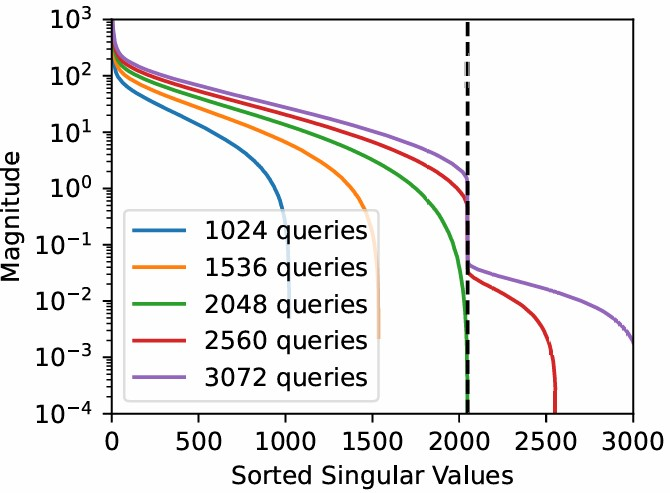 10³
10²
10¹
10⁰
10⁻¹
10⁻²
10⁻³
10⁻⁴
Magnitude
1024 queries
1536 queries
2048 queries
2560 queries
3072 queries
0 500 1000 1500 2000 2500 3000
Sorted Singular Values